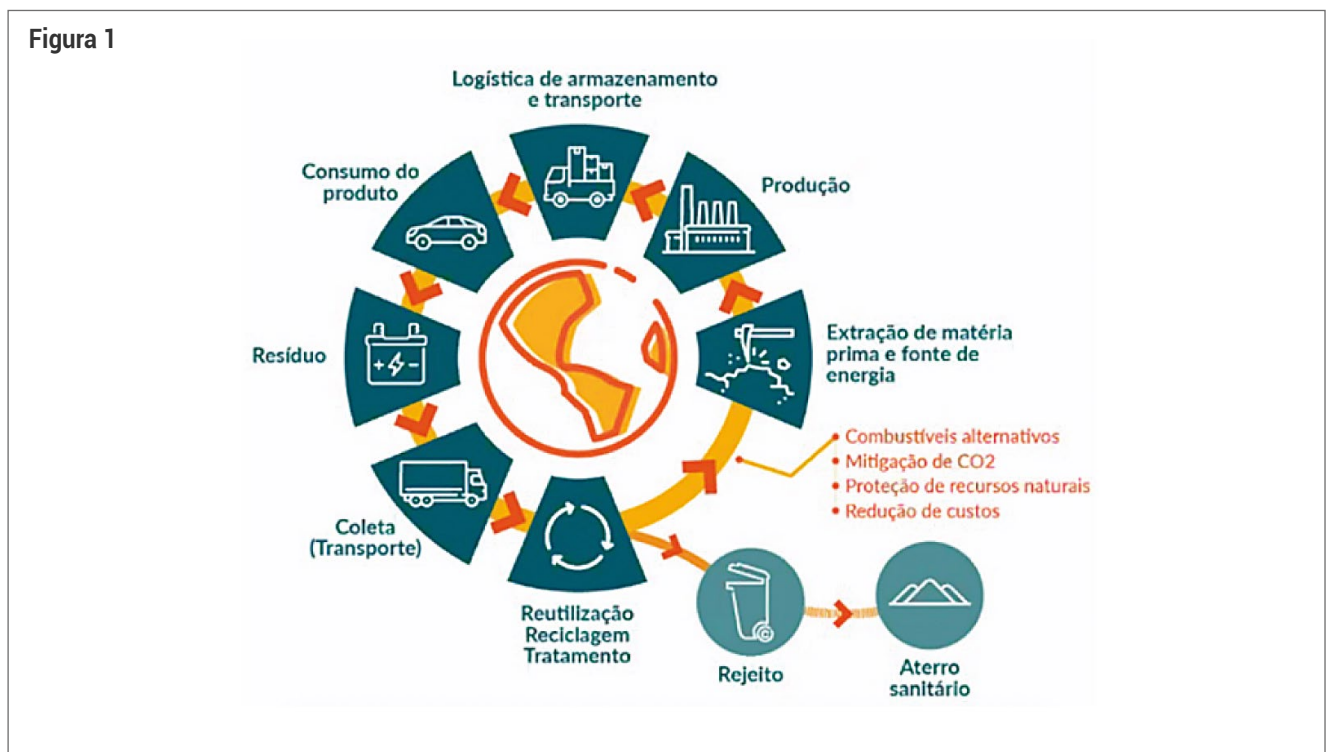 Figura 1
Logística de armazenamento
e transporte
Consumo do
produto
Produção
Resíduo
Extração de matéria
prima e fonte de
energia
Combustíveis alternativos
Mitigação de CO2
Proteção de recursos naturais
Redução de custos
Coleta
(Transporte)
Reutilização
Reciclagem
Tratamento
Rejeito
Aterro
sanitário